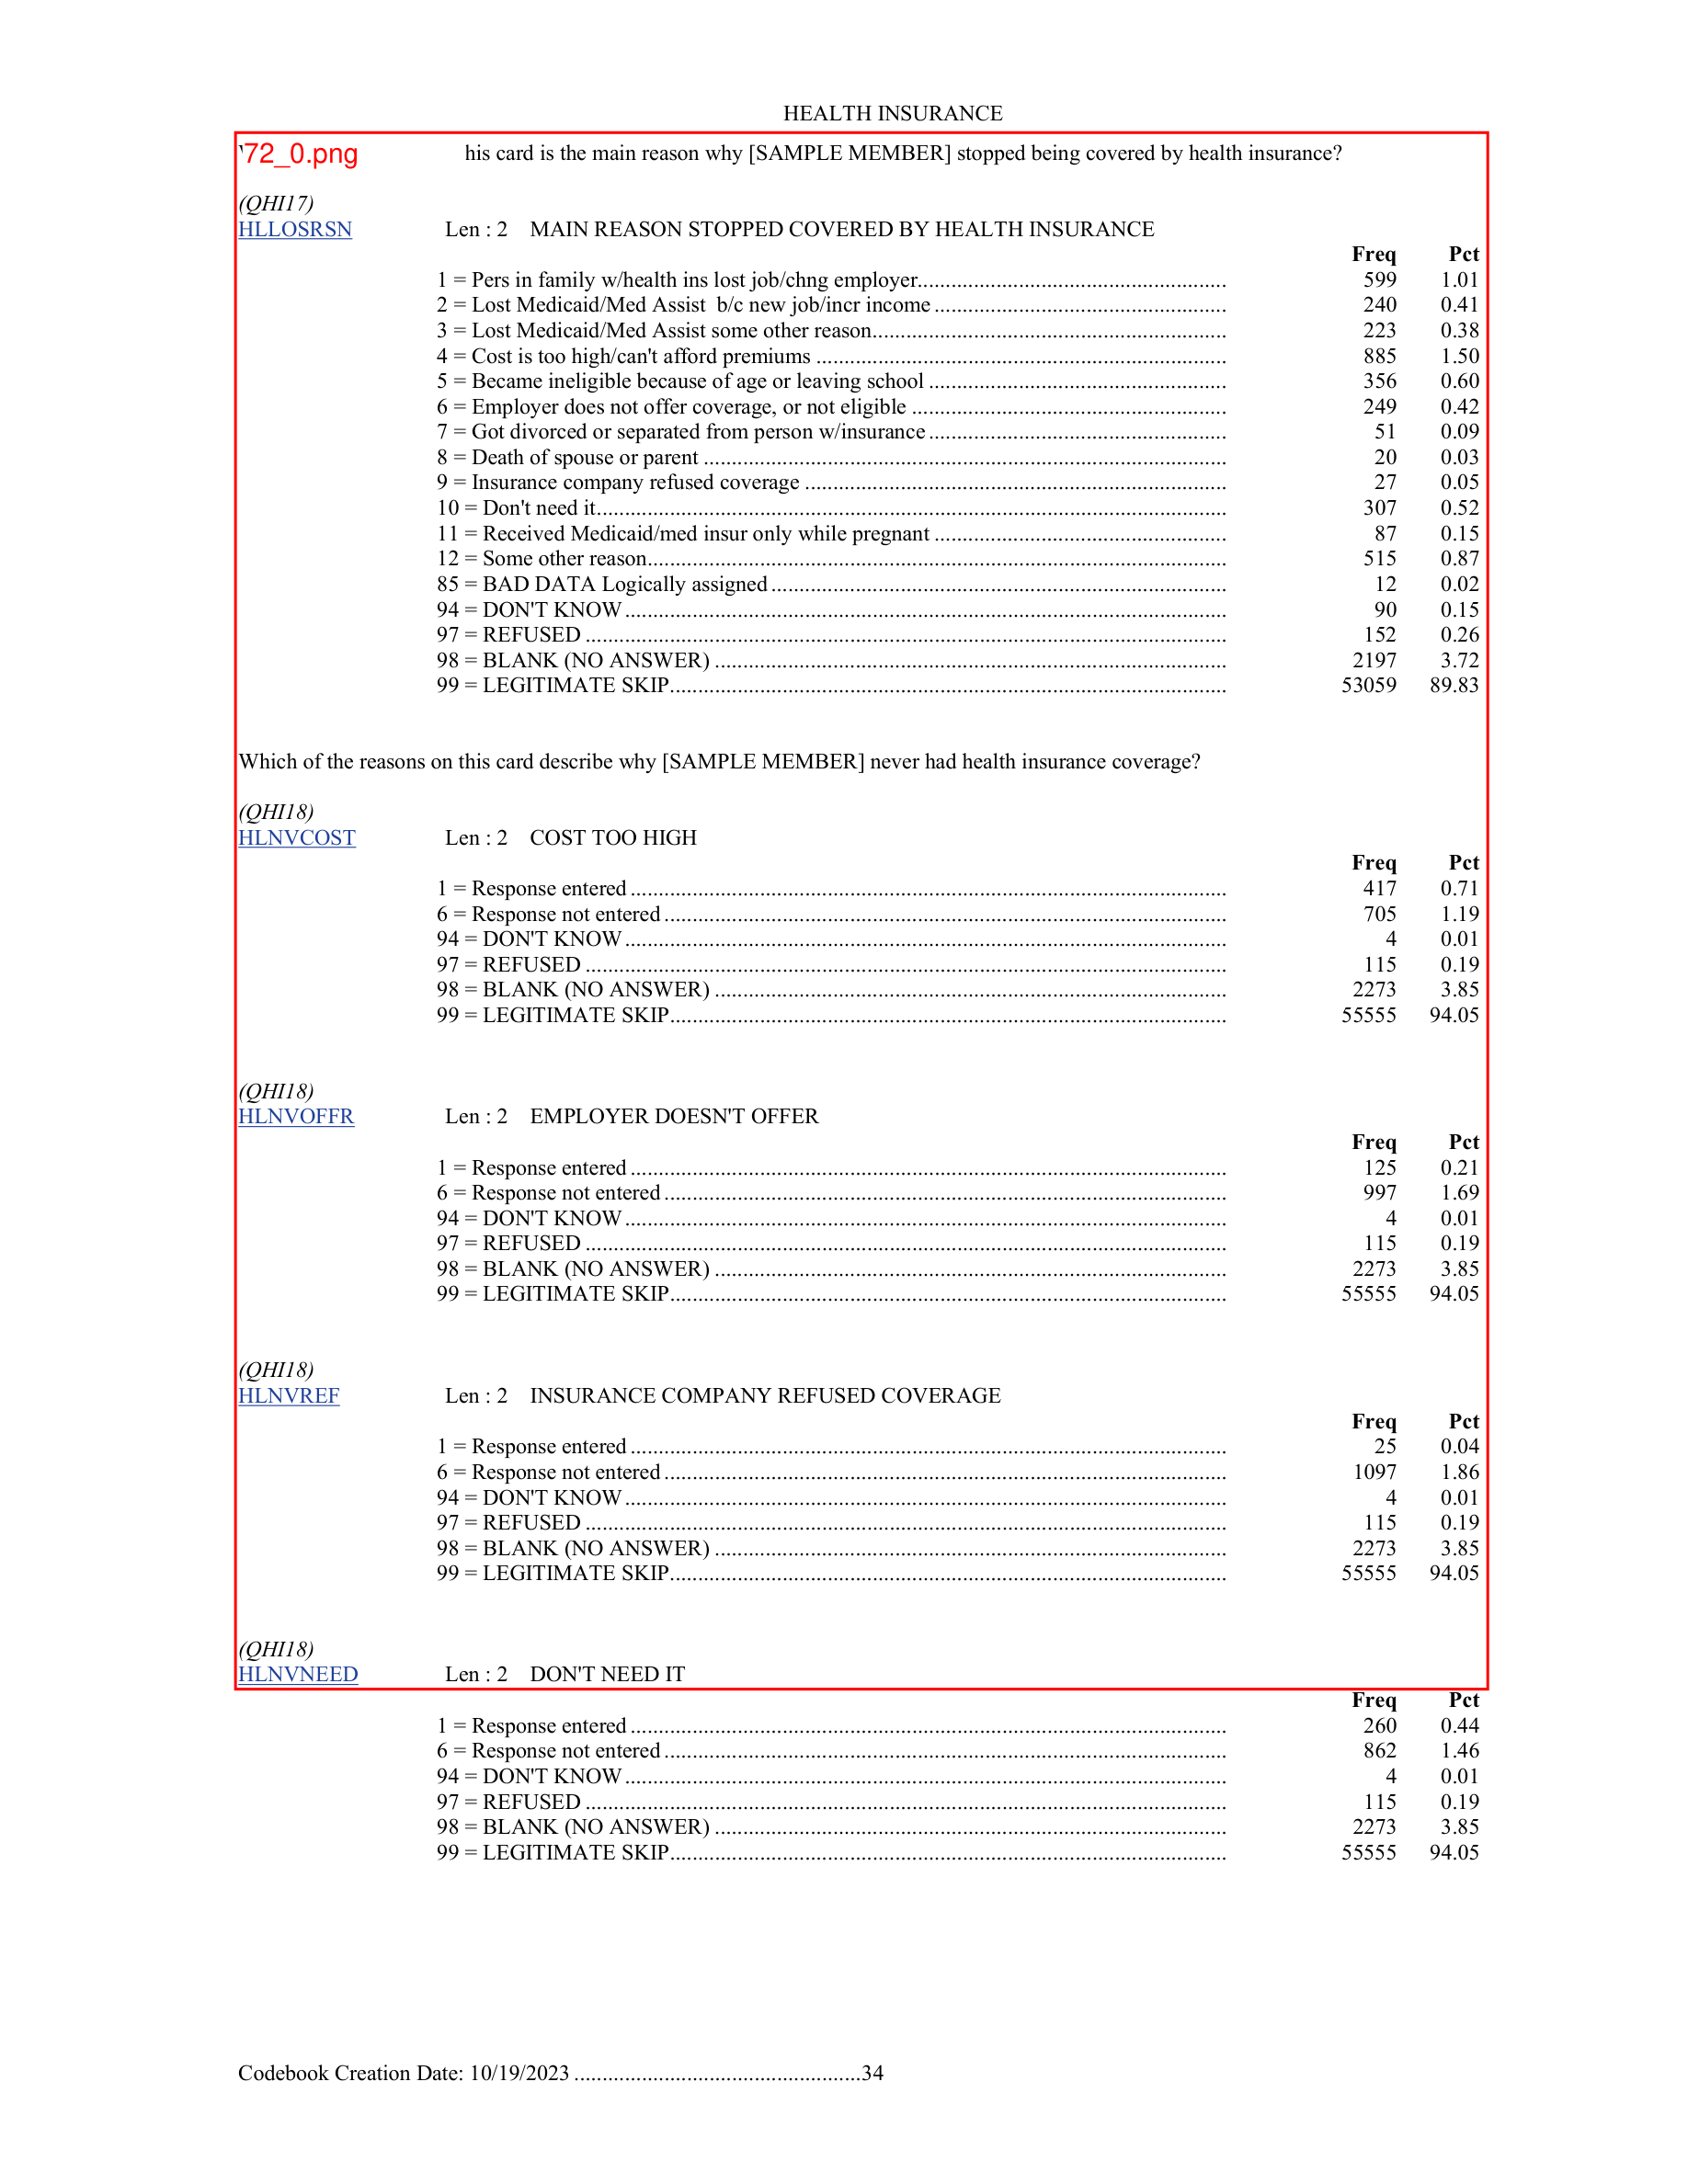 HEALTH INSURANCE
72_0.png his card is the main reason why [SAMPLE MEMBER] stopped being covered by health insurance?
(QHI17)
HLLOSRSN Len : 2 MAIN REASON STOPPED COVERED BY HEALTH INSURANCE
Freq Pct
1 = Pers in family w/health ins lost job/chng employer 599 1.01
2 = Lost Medicaid/Med Assist b/c new job/incr income 240 0.41
3 = Lost Medicaid/Med Assist some other reason 223 0.38
4 = Cost is too high/can't afford premiums 885 1.50
5 = Became ineligible because of age or leaving school 356 0.60
6 = Employer does not offer coverage, or not eligible 249 0.42
7 = Got divorced or separated from person w/insurance 51 0.09
8 = Death of spouse or parent 20 0.03
9 = Insurance company refused coverage 27 0.05
10 = Don't need it 307 0.52
11 = Received Medicaid/med insur only while pregnant 87 0.15
12 = Some other reason 515 0.87
85 = BAD DATA Logically assigned 12 0.02
94 = DON'T KNOW 90 0.15
97 = REFUSED 152 0.26
98 = BLANK (NO ANSWER) 2197 3.72
99 = LEGITIMATE SKIP 53059 89.83
Which of the reasons on this card describe why [SAMPLE MEMBER] never had health insurance coverage?
(QHI18)
HLNVCOST Len : 2 COST TOO HIGH
Freq Pct
1 = Response entered 417 0.71
6 = Response not entered 705 1.19
94 = DON'T KNOW 4 0.01
97 = REFUSED 115 0.19
98 = BLANK (NO ANSWER) 2273 3.85
99 = LEGITIMATE SKIP 55555 94.05
(QHI18)
HLNVOFFR Len : 2 EMPLOYER DOESN'T OFFER
Freq Pct
1 = Response entered 125 0.21
6 = Response not entered 997 1.69
94 = DON'T KNOW 4 0.01
97 = REFUSED 115 0.19
98 = BLANK (NO ANSWER) 2273 3.85
99 = LEGITIMATE SKIP 55555 94.05
(QHI18)
HLNVREF Len : 2 INSURANCE COMPANY REFUSED COVERAGE
Freq Pct
1 = Response entered 25 0.04
6 = Response not entered 1097 1.86
94 = DON'T KNOW 4 0.01
97 = REFUSED 115 0.19
98 = BLANK (NO ANSWER) 2273 3.85
99 = LEGITIMATE SKIP 55555 94.05
(QHI18)
HLNVNEED Len : 2 DON'T NEED IT
Freq Pct
1 = Response entered 260 0.44
6 = Response not entered 862 1.46
94 = DON'T KNOW 4 0.01
97 = REFUSED 115 0.19
98 = BLANK (NO ANSWER) 2273 3.85
99 = LEGITIMATE SKIP 55555 94.05
Codebook Creation Date: 10/19/2023 34